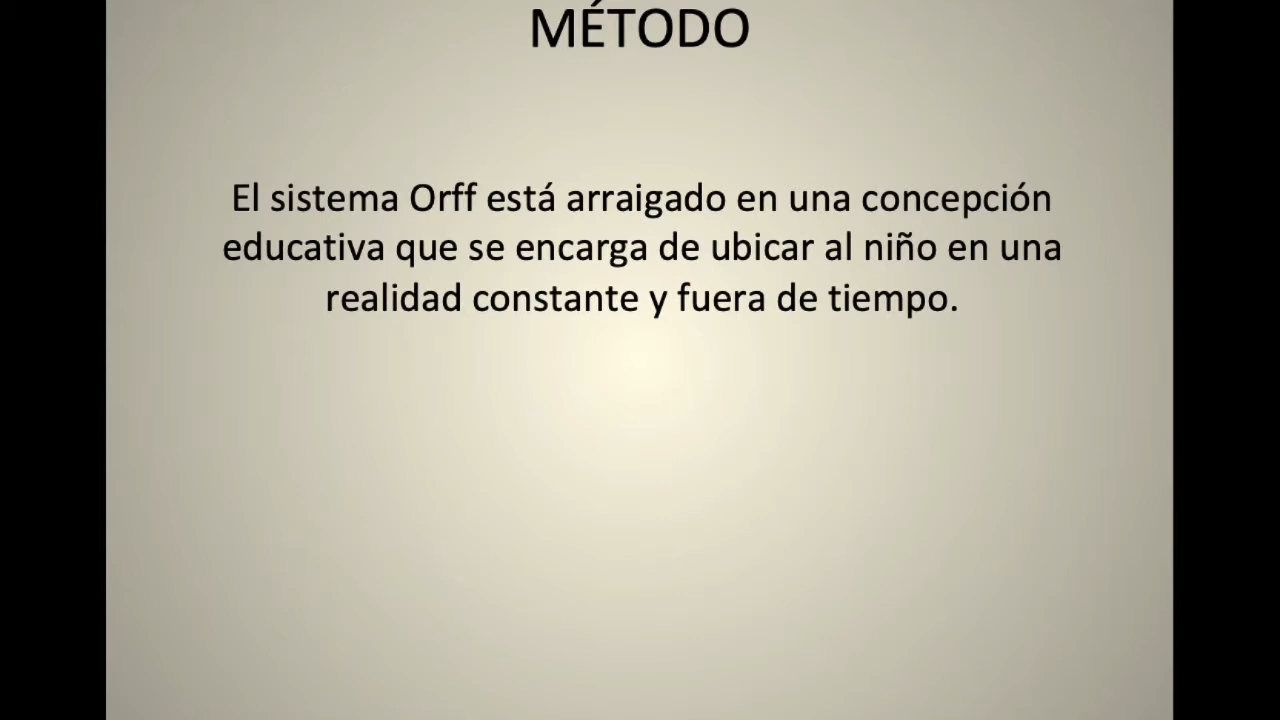 MÉTODO
El sistema Orff está arraigado en una concepción
educativa que se encarga de ubicar al niño en una
realidad constante y fuera de tiempo.